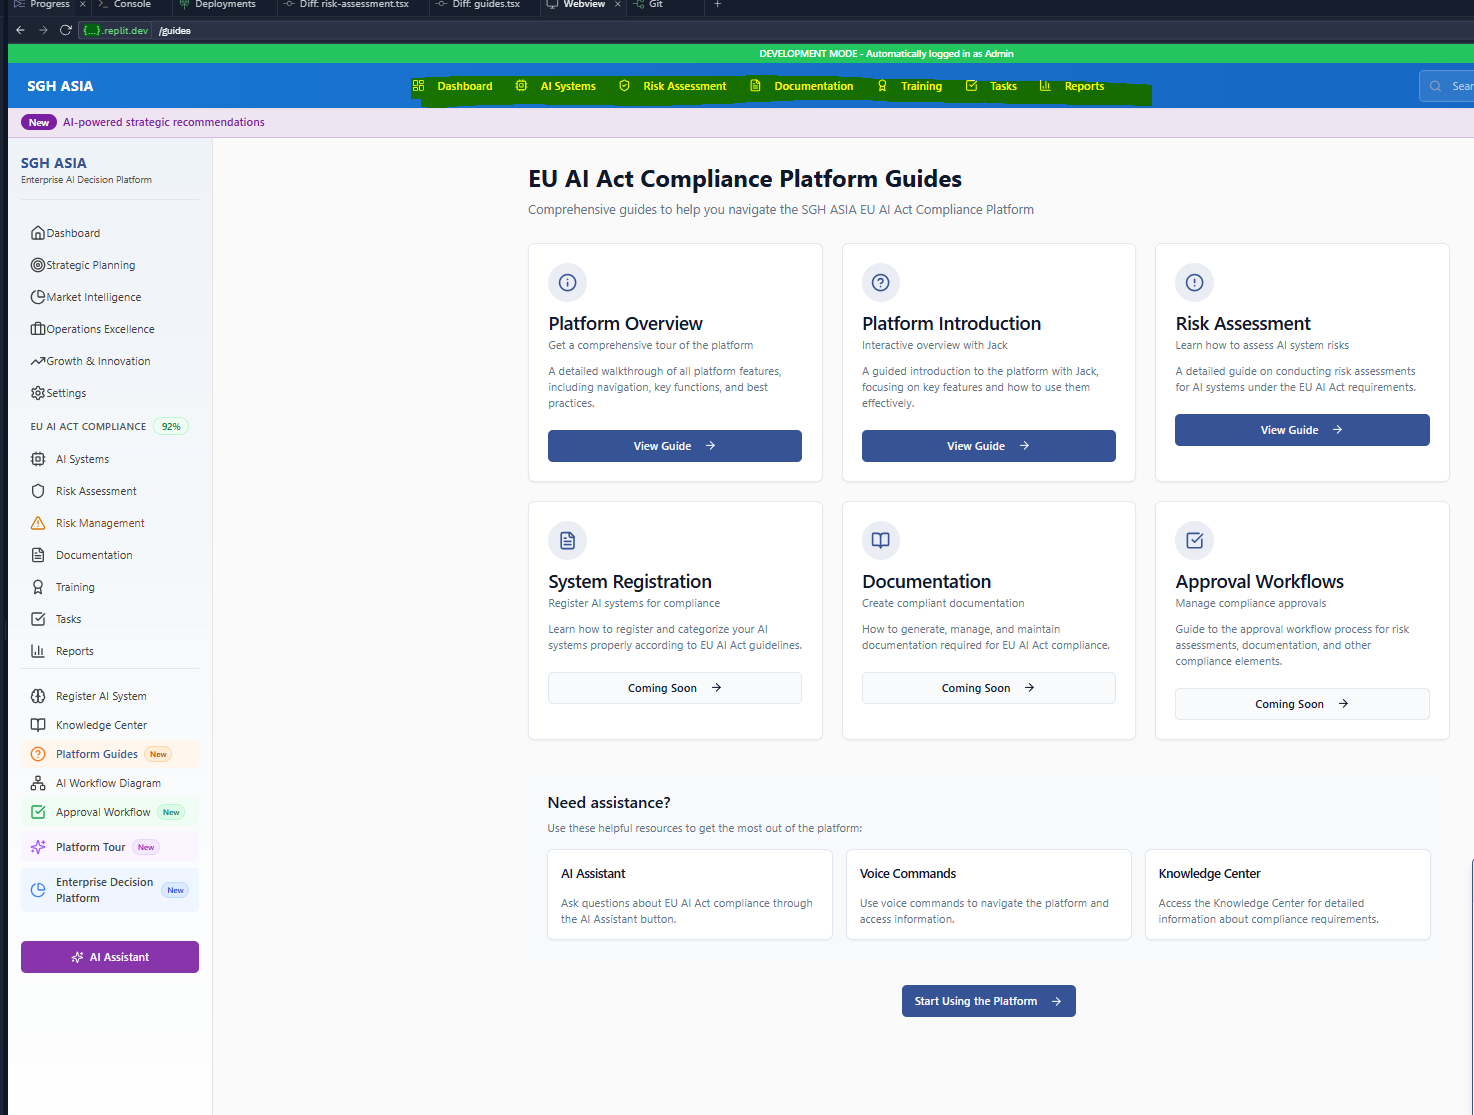 Progress
Console
Deployments
Diff: risk-assessment.tsx
Diff: guides.tsx
Webview
Git
{...}.replit.dev /guides
DEVELOPMENT MODE - Automatically logged in as Admin
SGH ASIA
Dashboard
AI Systems
Risk Assessment
Documentation
Training
Tasks
Reports
New AI-powered strategic recommendations
SGH ASIA
Enterprise AI Decision Platform
Dashboard
Strategic Planning
Market Intelligence
Operations Excellence
Growth & Innovation
Settings
EU AI ACT COMPLIANCE 92%
AI Systems
Risk Assessment
Risk Management
Documentation
Training
Tasks
Reports
Register AI System
Knowledge Center
Platform Guides New
AI Workflow Diagram
Approval Workflow New
Platform Tour New
Enterprise Decision
Platform
New
AI Assistant
EU AI Act Compliance Platform Guides
Comprehensive guides to help you navigate the SGH ASIA EU AI Act Compliance Platform
Platform Overview
Get a comprehensive tour of the platform
A detailed walkthrough of all platform features,
including navigation, key functions, and best
practices.
View Guide
Platform Introduction
Interactive overview with Jack
A guided introduction to the platform with Jack,
focusing on key features and how to use them
effectively.
View Guide
Risk Assessment
Learn how to assess AI system risks
A detailed guide on conducting risk assessments
for AI systems under the EU AI Act requirements.
View Guide
System Registration
Register AI systems for compliance
Learn how to register and categorize your AI
systems properly according to EU AI Act guidelines.
Coming Soon
Documentation
Create compliant documentation
How to generate, manage, and maintain
documentation required for EU AI Act compliance.
Coming Soon
Approval Workflows
Manage compliance approvals
Guide to the approval workflow process for risk
assessments, documentation, and other
compliance elements.
Coming Soon
Need assistance?
Use these helpful resources to get the most out of the platform:
AI Assistant
Ask questions about EU AI Act compliance through
the AI Assistant button.
Voice Commands
Use voice commands to navigate the platform and
access information.
Knowledge Center
Access the Knowledge Center for detailed
information about compliance requirements.
Start Using the Platform